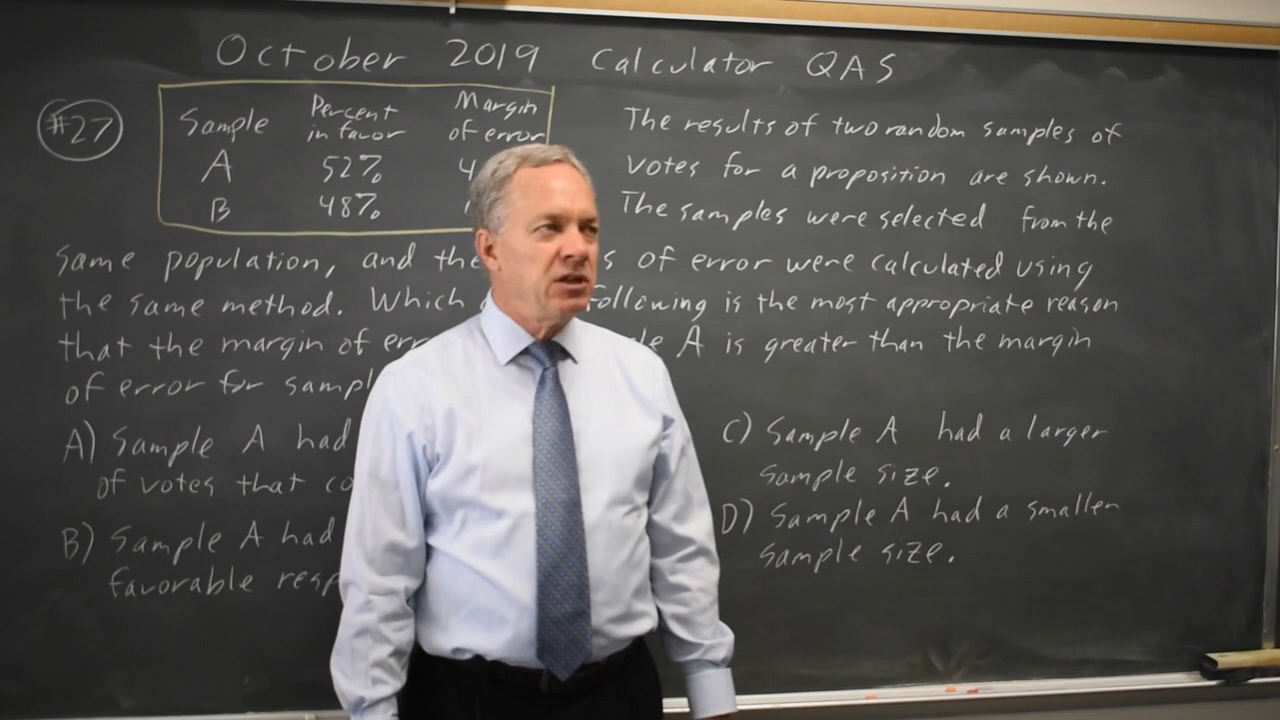 October 2019 Calculator QAS
#27
Sample Percent in favor Margin of error
A 52% 4
B 48%
The results of two random samples of
votes for a proposition are shown.
The samples were selected from the
same population, and the s of error were calculated using
the same method. Which following is the most appropriate reason
that the margin of A is greater than the margin
of error for
A) Sample A had
of votes that
B) Sample A had
favorable
C) Sample A had a larger
sample size.
D) Sample A had a smaller
sample size.